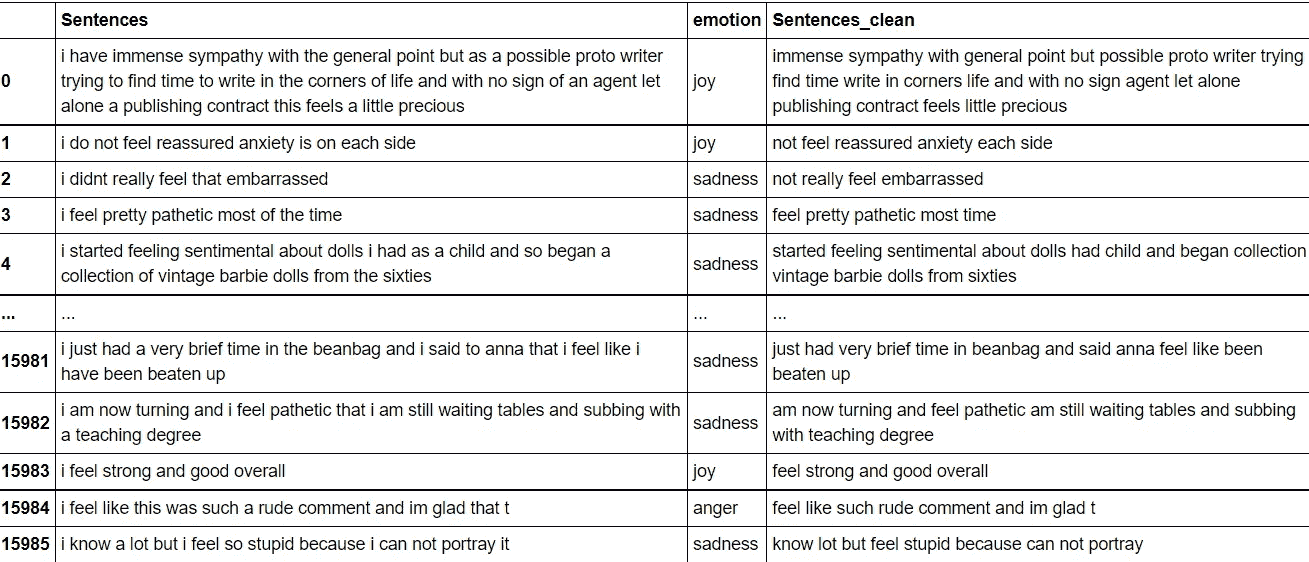 Sentences emotion Sentences_clean
i have immense sympathy with the general point but as a possible proto writer immense sympathy with general point but possible proto writer trying
0 trying to find time to write in the corners of life and with no sign of an agent let joy find time write in corners life and with no sign agent let alone
alone a publishing contract this feels a little precious publishing contract feels little precious
1 i do not feel reassured anxiety is on each side joy not feel reassured anxiety each side
2 i didnt really feel that embarrassed sadness not really feel embarrassed
3 i feel pretty pathetic most of the time sadness feel pretty pathetic most time
i started feeling sentimental about dolls i had as a child and so began a started feeling sentimental about dolls had child and began collection
4 sadness
collection of vintage barbie dolls from the sixties vintage barbie dolls from sixties
... ... ... ...
i just had a very brief time in the beanbag and i said to anna that i feel like i just had very brief time in beanbag and said anna feel like been
15981 sadness
have been beaten up beaten up
i am now turning and i feel pathetic that i am still waiting tables and subbing with am now turning and feel pathetic am still waiting tables and subbing
15982 sadness
a teaching degree with teaching degree
15983 i feel strong and good overall joy feel strong and good overall
15984 i feel like this was such a rude comment and im glad that t anger feel like such rude comment and im glad t
15985 i know a lot but i feel so stupid because i can not portray it sadness know lot but feel stupid because can not portray